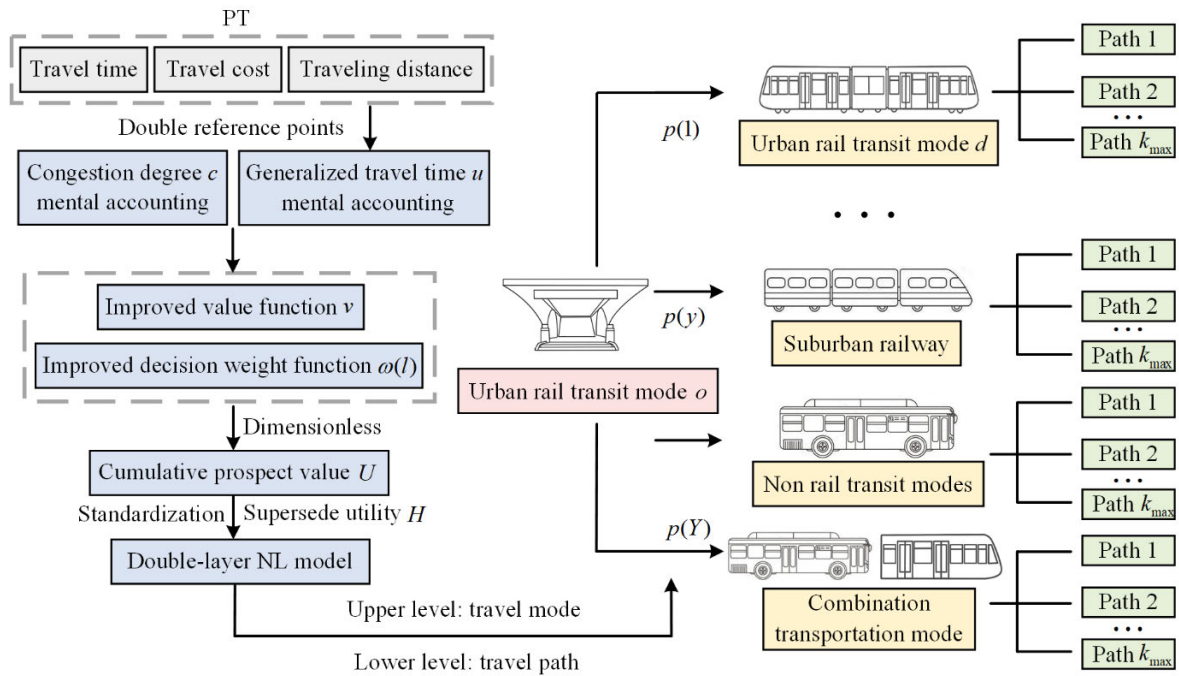 PT
Travel time
Travel cost
Traveling distance
Double reference points
Congestion degree c
mental accounting
Generalized travel time u
mental accounting
Improved value function v
Improved decision weight function ω(l)
Dimensionless
Cumulative prospect value U
Standardization
Supersede utility H
Double-layer NL model
Upper level: travel mode
Lower level: travel path
Urban rail transit mode o
p(l)
p(y)
p(Y)
Urban rail transit mode d
Path 1
Path 2
...
Path kmax
...
Suburban railway
Path 1
Path 2
...
Path kmax
Non rail transit modes
Path 1
Path 2
...
Path kmax
Combination
transportation mode
Path 1
Path 2
...
Path kmax